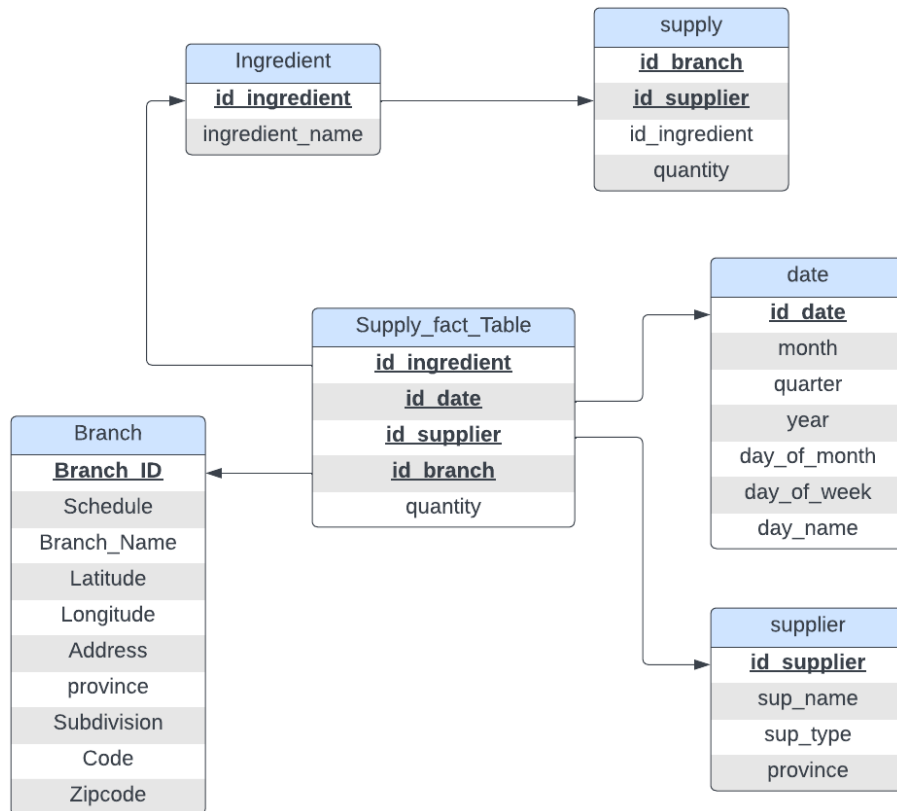 Ingredient
id_ingredient
ingredient_name
supply
id_branch
id_supplier
id_ingredient
quantity
date
id_date
month
quarter
year
day_of_month
day_of_week
day_name
Supply_fact_Table
id_ingredient
id_date
id_supplier
id_branch
quantity
Branch
Branch_ID
Schedule
Branch_Name
Latitude
Longitude
Address
province
Subdivision
Code
Zipcode
supplier
id_supplier
sup_name
sup_type
province